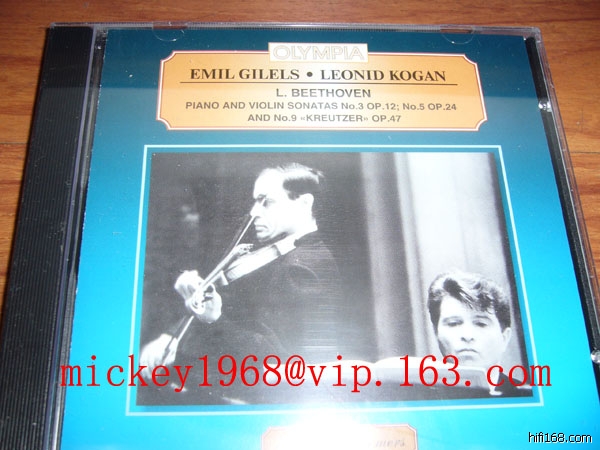 OLYMPIA
EMIL GILELS • LEONID KOGAN
L. BEETHOVEN
PIANO AND VIOLIN SONATAS No.3 OP.12; No.5 OP.24
AND No.9 «KREUTZER» OP.47
mickey1968@vip.163.com
hifi168.com